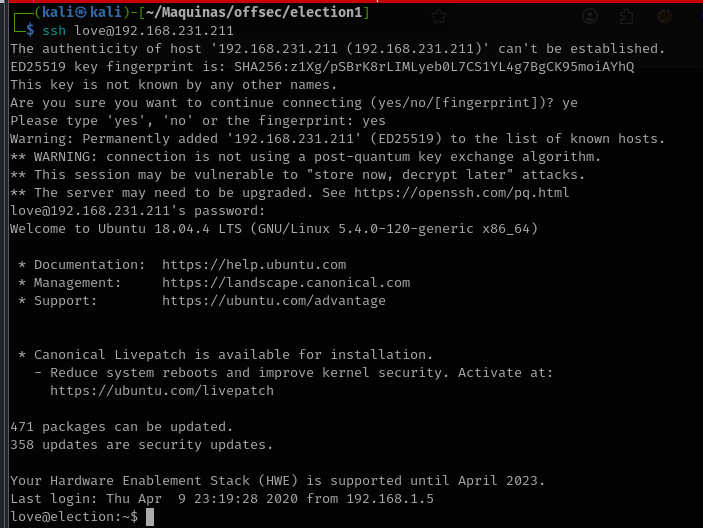 ┌──(kali㉿kali)-[~/Maquinas/offsec/election1]
└─$ ssh love@192.168.231.211
The authenticity of host '192.168.231.211 (192.168.231.211)' can't be established.
ED25519 key fingerprint is: SHA256:z1Xg/pSBrK8rLIMLyeb0L7CS1YL4g7BgCK95moiAYhQ
This key is not known by any other names.
Are you sure you want to continue connecting (yes/no/[fingerprint])? ye
Please type 'yes', 'no' or the fingerprint: yes
Warning: Permanently added '192.168.231.211' (ED25519) to the list of known hosts.
** WARNING: connection is not using a post-quantum key exchange algorithm.
** This session may be vulnerable to "store now, decrypt later" attacks.
** The server may need to be upgraded. See https://openssh.com/pq.html
love@192.168.231.211's password:
Welcome to Ubuntu 18.04.4 LTS (GNU/Linux 5.4.0-120-generic x86_64)

 * Documentation:  https://help.ubuntu.com
 * Management:     https://landscape.canonical.com
 * Support:        https://ubuntu.com/advantage


 * Canonical Livepatch is available for installation.
   - Reduce system reboots and improve kernel security. Activate at:
     https://ubuntu.com/livepatch

471 packages can be updated.
358 updates are security updates.

Your Hardware Enablement Stack (HWE) is supported until April 2023.
Last login: Thu Apr  9 23:19:28 2020 from 192.168.1.5
love@election:~$